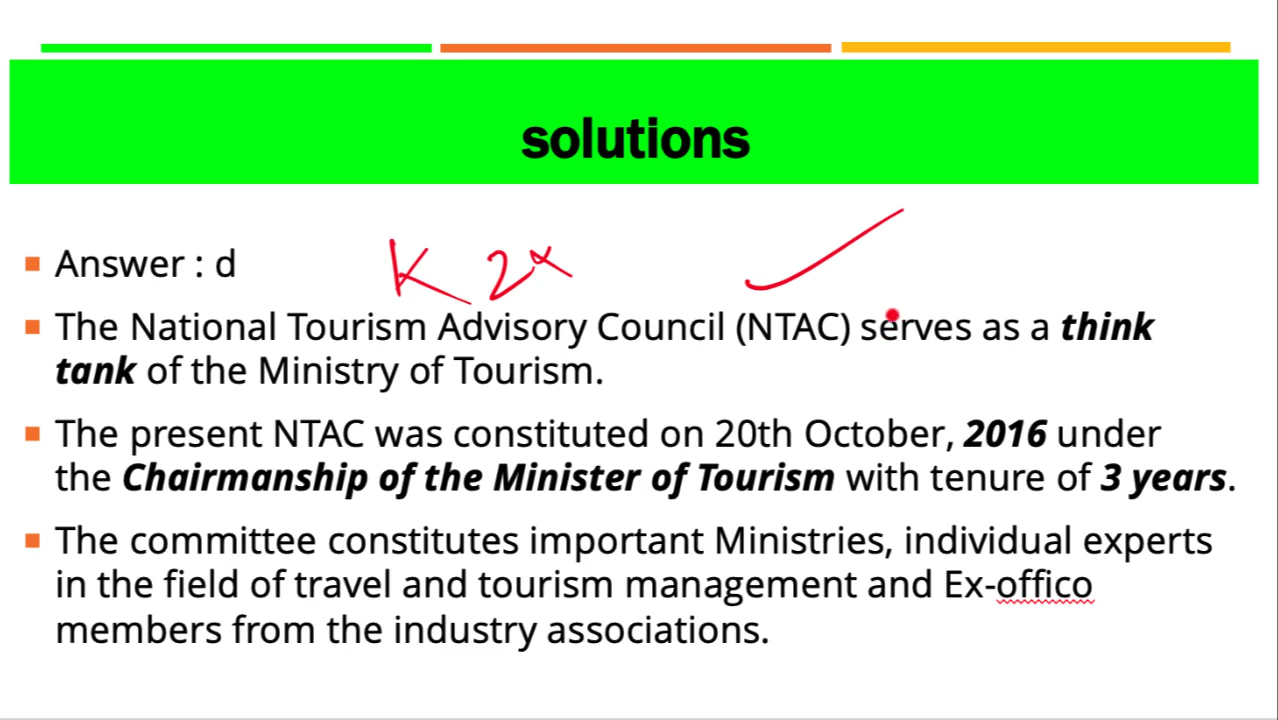 solutions
Answer : d
K 2x
The National Tourism Advisory Council (NTAC) serves as a think
tank of the Ministry of Tourism.
The present NTAC was constituted on 20th October, 2016 under
the Chairmanship of the Minister of Tourism with tenure of 3 years.
The committee constitutes important Ministries, individual experts
in the field of travel and tourism management and Ex-offico
members from the industry associations.